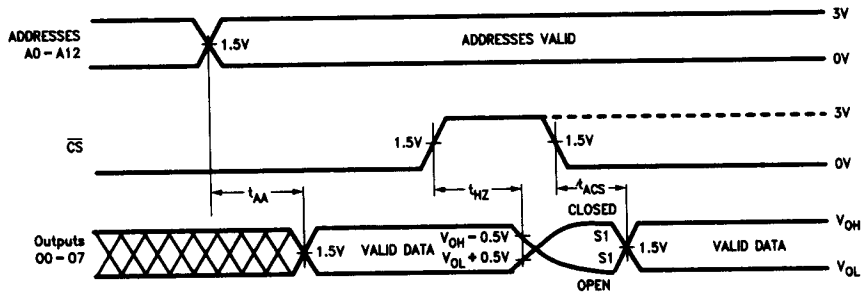 ADDRESSES
A0-A12
1.5V
ADDRESSES VALID
3V
0V
CS
1.5V
1.5V
3V
0V
tAA
tHZ
tACS
Outputs
00-07
1.5V
VALID DATA
VOH-0.5V
VOL+0.5V
CLOSED
S1
S1
OPEN
1.5V
VALID DATA
VOH
VOL